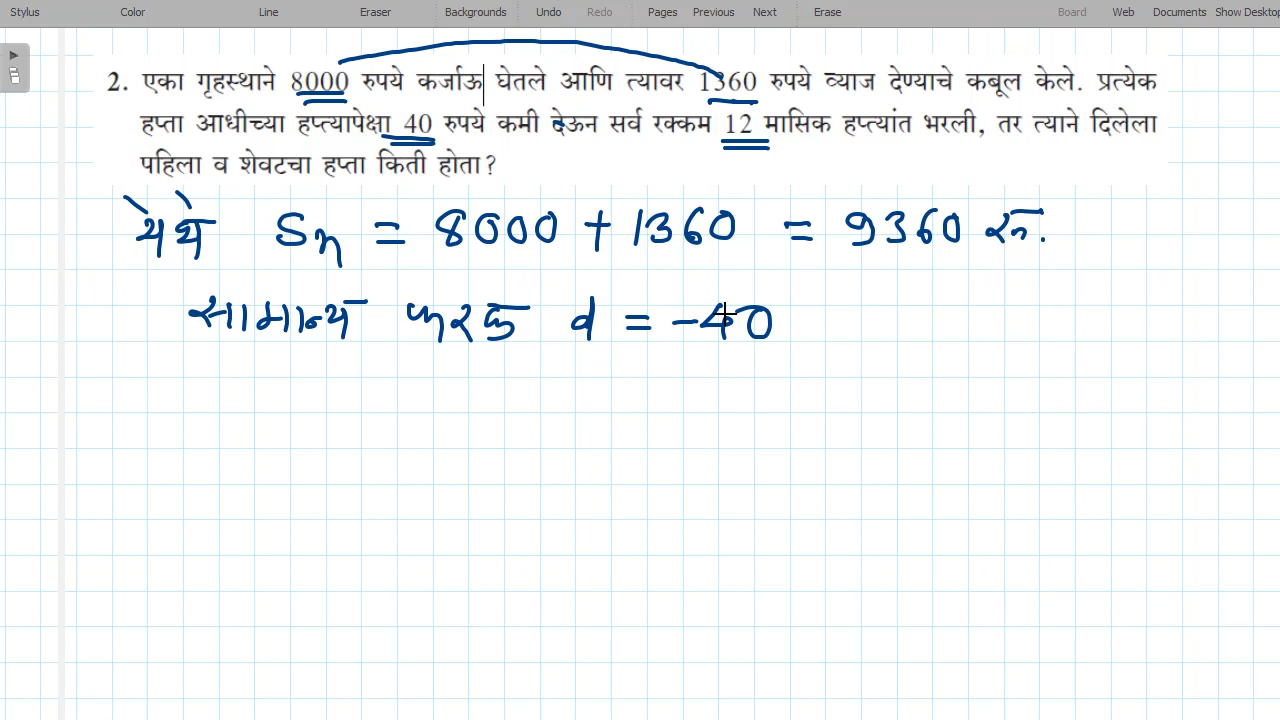 Stylus Color Line Eraser Backgrounds Undo Redo Pages Previous Next Erase Board Web Documents Show Desktop
2. एका गृहस्थाने 8000 रुपये कर्जाऊ घेतले आणि त्यावर 1360 रुपये व्याज देण्याचे कबूल केले. प्रत्येक
हप्ता आधीच्या हप्त्यापेक्षा 40 रुपये कमी देऊन सर्व रक्कम 12 मासिक हप्त्यांत भरली, तर त्याने दिलेला
पहिला व शेवटचा हप्ता किती होता?
येथे Sn = 8000 + 1360 = 9360 रु.
सामान्य फरक d = -40